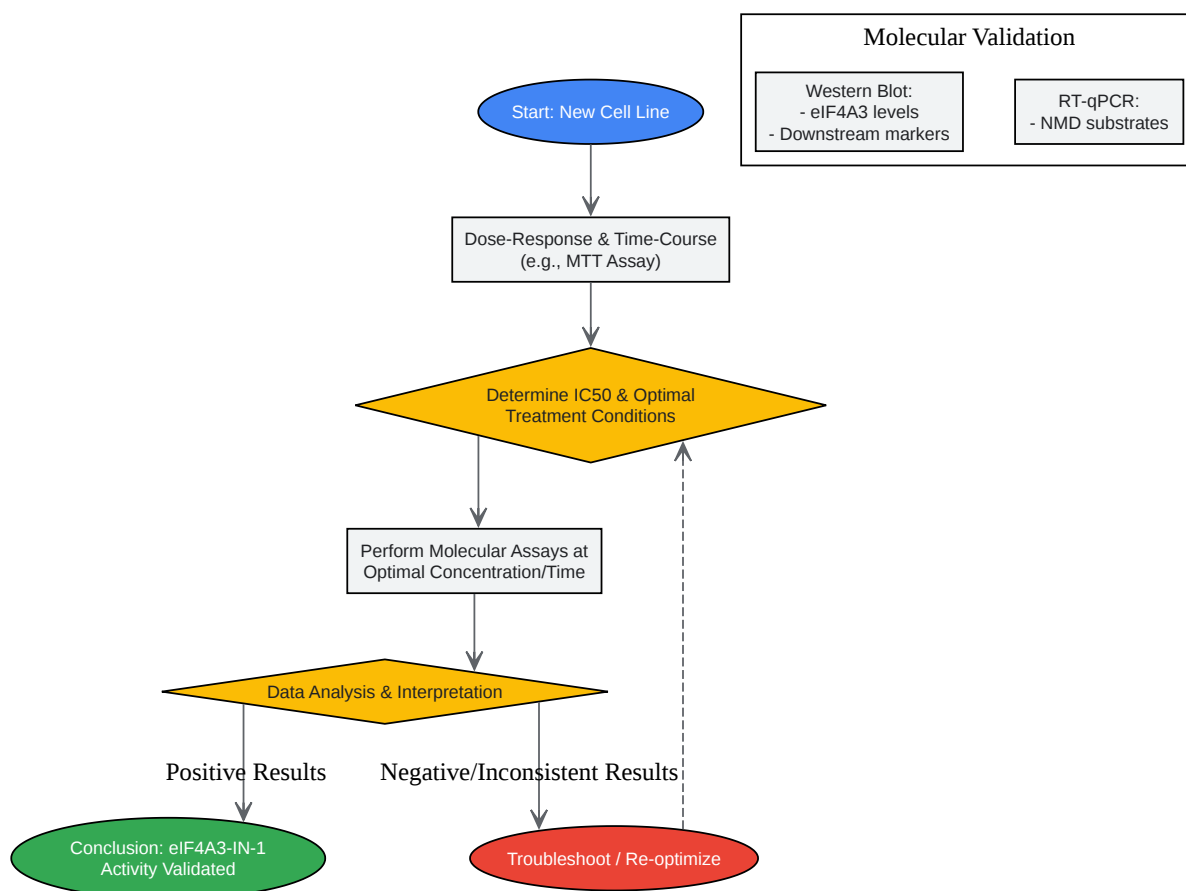 Molecular Validation
Western Blot:
- eIF4A3 levels
- Downstream markers
RT-qPCR:
- NMD substrates
Start: New Cell Line
Dose-Response & Time-Course
(e.g., MTT Assay)
Determine IC50 & Optimal
Treatment Conditions
Perform Molecular Assays at
Optimal Concentration/Time
Data Analysis & Interpretation
Positive Results
Negative/Inconsistent Results
Conclusion: eIF4A3-IN-1
Activity Validated
Troubleshoot / Re-optimize